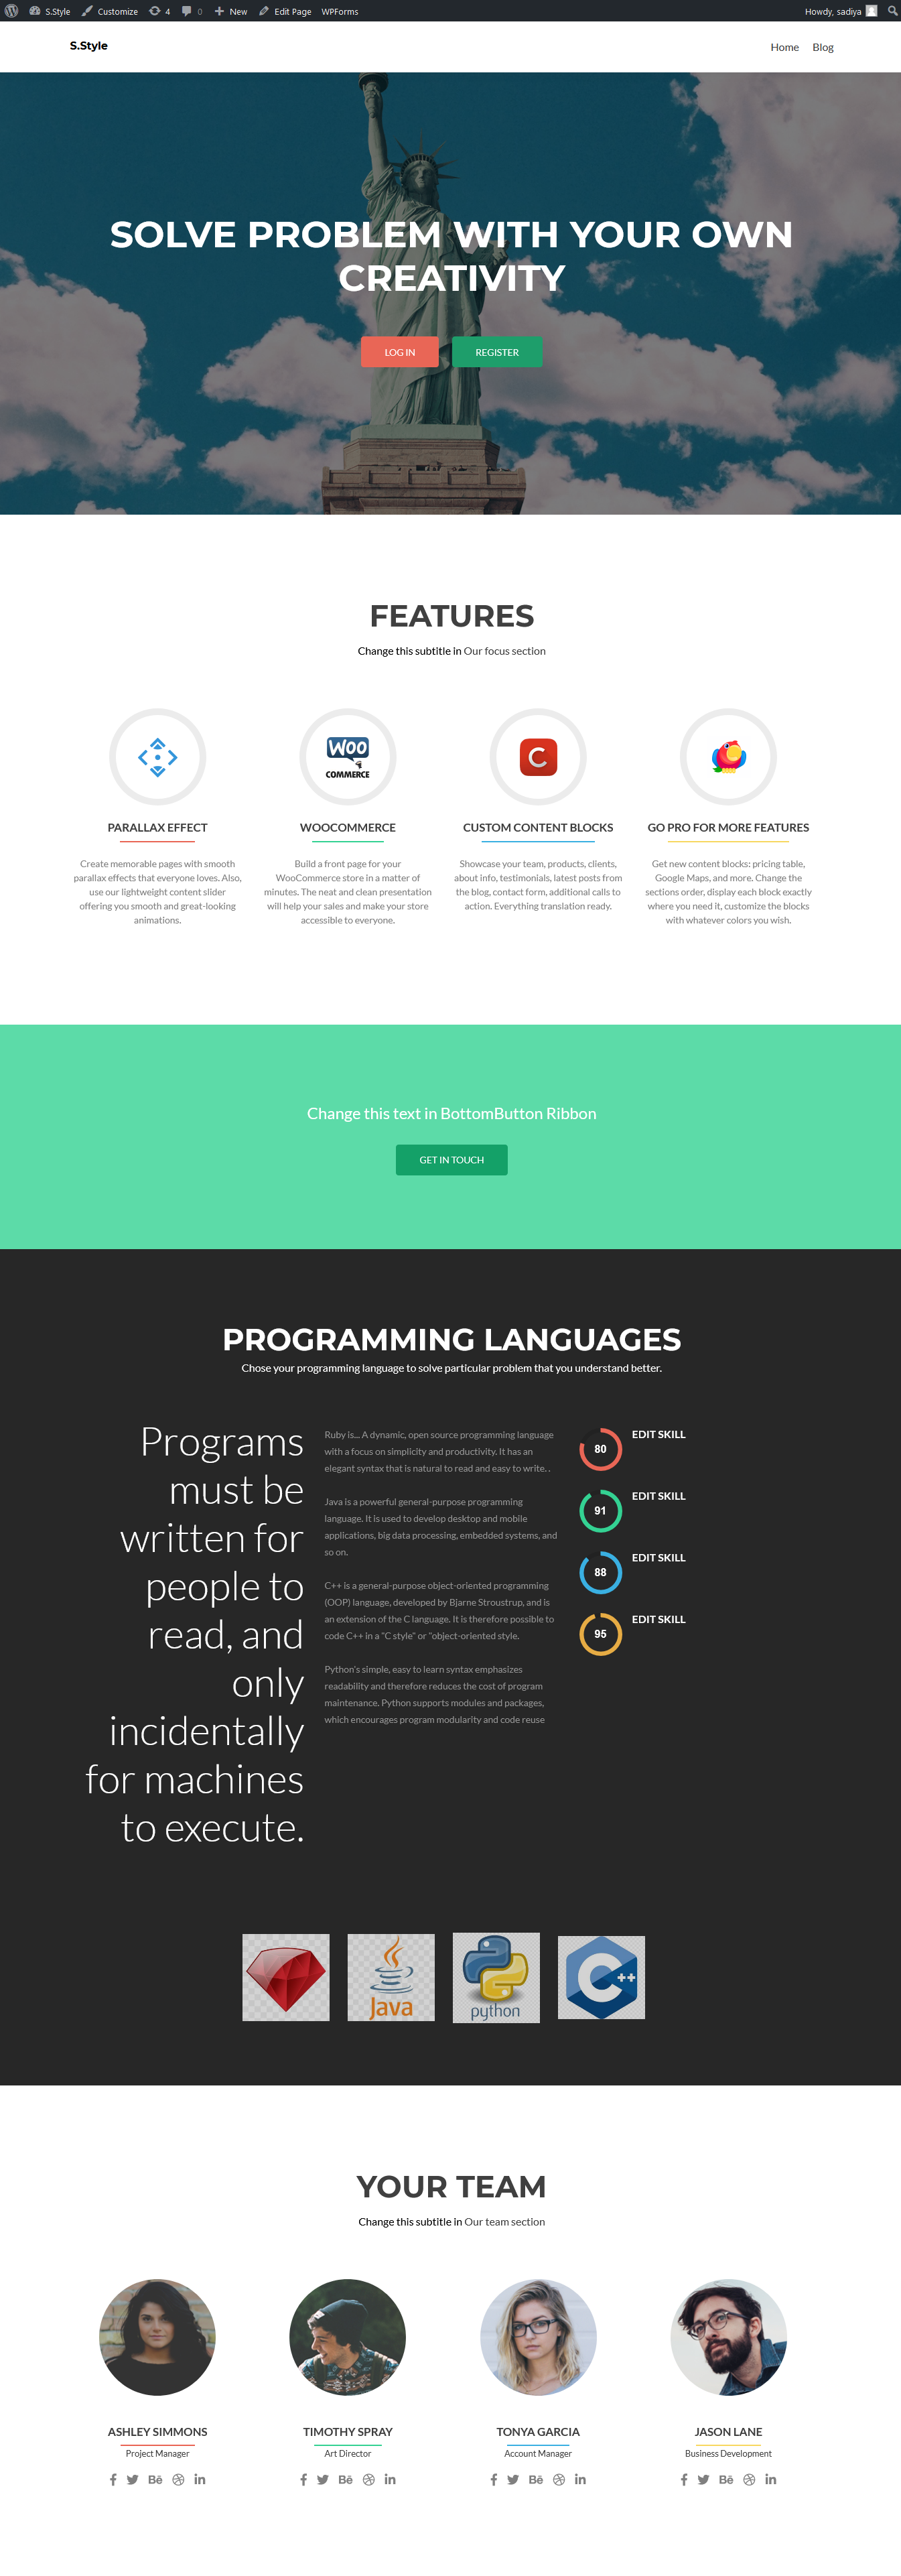 S.Style Customize 4 0 New Edit Page WPForms Howdy, sadiya
S.Style Home Blog
SOLVE PROBLEM WITH YOUR OWN
CREATIVITY
LOG IN REGISTER
FEATURES
Change this subtitle in Our focus section
WOO
COMMERCE
C
PARALLAX EFFECT
Create memorable pages with smooth
parallax effects that everyone loves. Also,
use our lightweight content slider
offering you smooth and great-looking
animations.
WOOCOMMERCE
Build a front page for your
WooCommerce store in a matter of
minutes. The neat and clean presentation
will help your sales and make your store
accessible to everyone.
CUSTOM CONTENT BLOCKS
Showcase your team, products, clients,
about info, testimonials, latest posts from
the blog, contact form, additional calls to
action. Everything translation ready.
GO PRO FOR MORE FEATURES
Get new content blocks: pricing table,
Google Maps, and more. Change the
sections order, display each block exactly
where you need it, customize the blocks
with whatever colors you wish.
Change this text in BottomButton Ribbon
GET IN TOUCH
PROGRAMMING LANGUAGES
Chose your programming language to solve particular problem that you understand better.
Programs
must be
written for
people to
read, and
only
incidentally
for machines
to execute.
Ruby is... A dynamic, open source programming language
with a focus on simplicity and productivity. It has an
elegant syntax that is natural to read and easy to write. .
Java is a powerful general-purpose programming
language. It is used to develop desktop and mobile
applications, big data processing, embedded systems, and
so on.
C++ is a general-purpose object-oriented programming
(OOP) language, developed by Bjarne Stroustrup, and is
an extension of the C language. It is therefore possible to
code C++ in a "C style" or "object-oriented style.
Python's simple, easy to learn syntax emphasizes
readability and therefore reduces the cost of program
maintenance. Python supports modules and packages,
which encourages program modularity and code reuse
80 EDIT SKILL
91 EDIT SKILL
88 EDIT SKILL
95 EDIT SKILL
Java
python
C++
YOUR TEAM
Change this subtitle in Our team section
ASHLEY SIMMONS
Project Manager
TIMOTHY SPRAY
Art Director
TONYA GARCIA
Account Manager
JASON LANE
Business Development